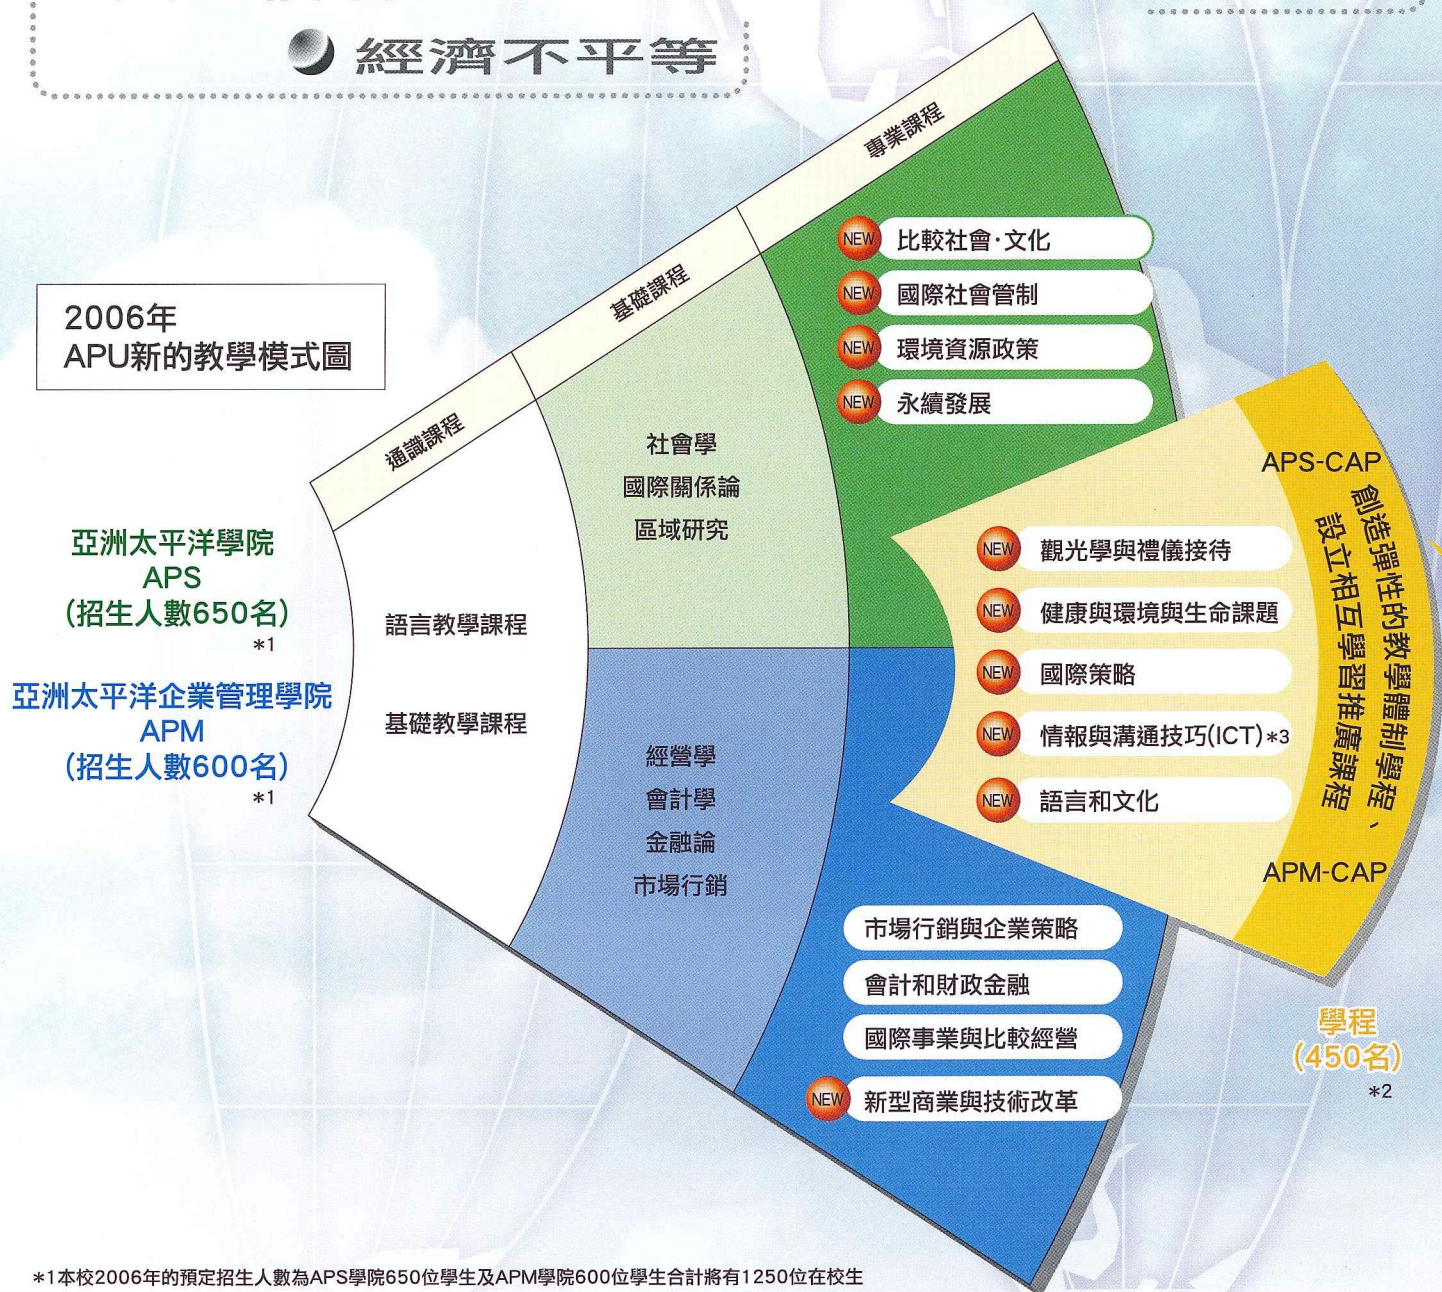 經濟不平等
2006年
APU新的教學模式圖
通識課程
基礎課程
專業課程
亞洲太平洋學院
APS
(招生人數650名)
*1
亞洲太平洋企業管理學院
APM
(招生人數600名)
*1
語言教學課程
基礎教學課程
社會學
國際關係論
區域研究
經營學
會計學
金融論
市場行銷
NEW 比較社會·文化
NEW 國際社會管制
NEW 環境資源政策
NEW 永續發展
APS-CAP
NEW 觀光學與禮儀接待
NEW 健康與環境與生命課題
NEW 國際策略
NEW 情報與溝通技巧(ICT)*3
NEW 語言和文化
創造彈性的教學體制學程、
設立相互學習推廣課程
APM-CAP
市場行銷與企業策略
會計和財政金融
國際事業與比較經營
NEW 新型商業與技術改革
學程
(450名)
*2
*1本校2006年的預定招生人數為APS學院650位學生及APM學院600位學生合計將有1250位在校生